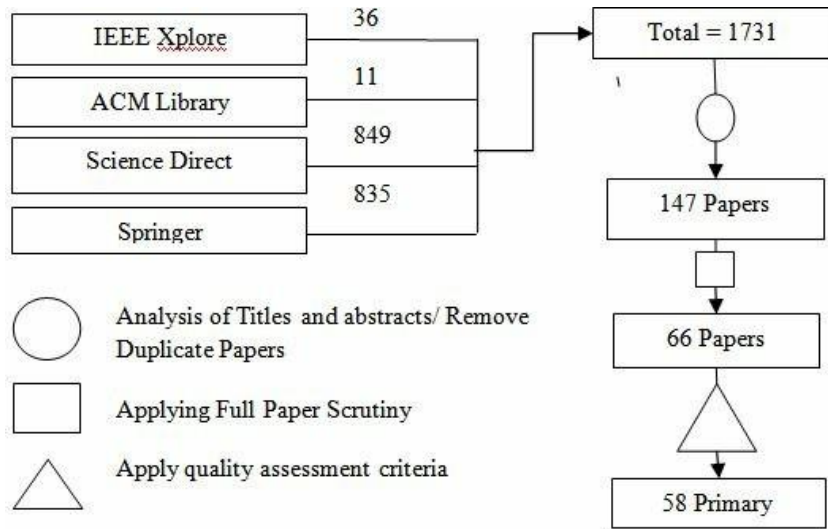 IEEE Xplore
36
ACM Library
11
Science Direct
849
Springer
835
Total = 1731
147 Papers
66 Papers
58 Primary
Analysis of Titles and abstracts/ Remove
Duplicate Papers
Applying Full Paper Scrutiny
Apply quality assessment criteria